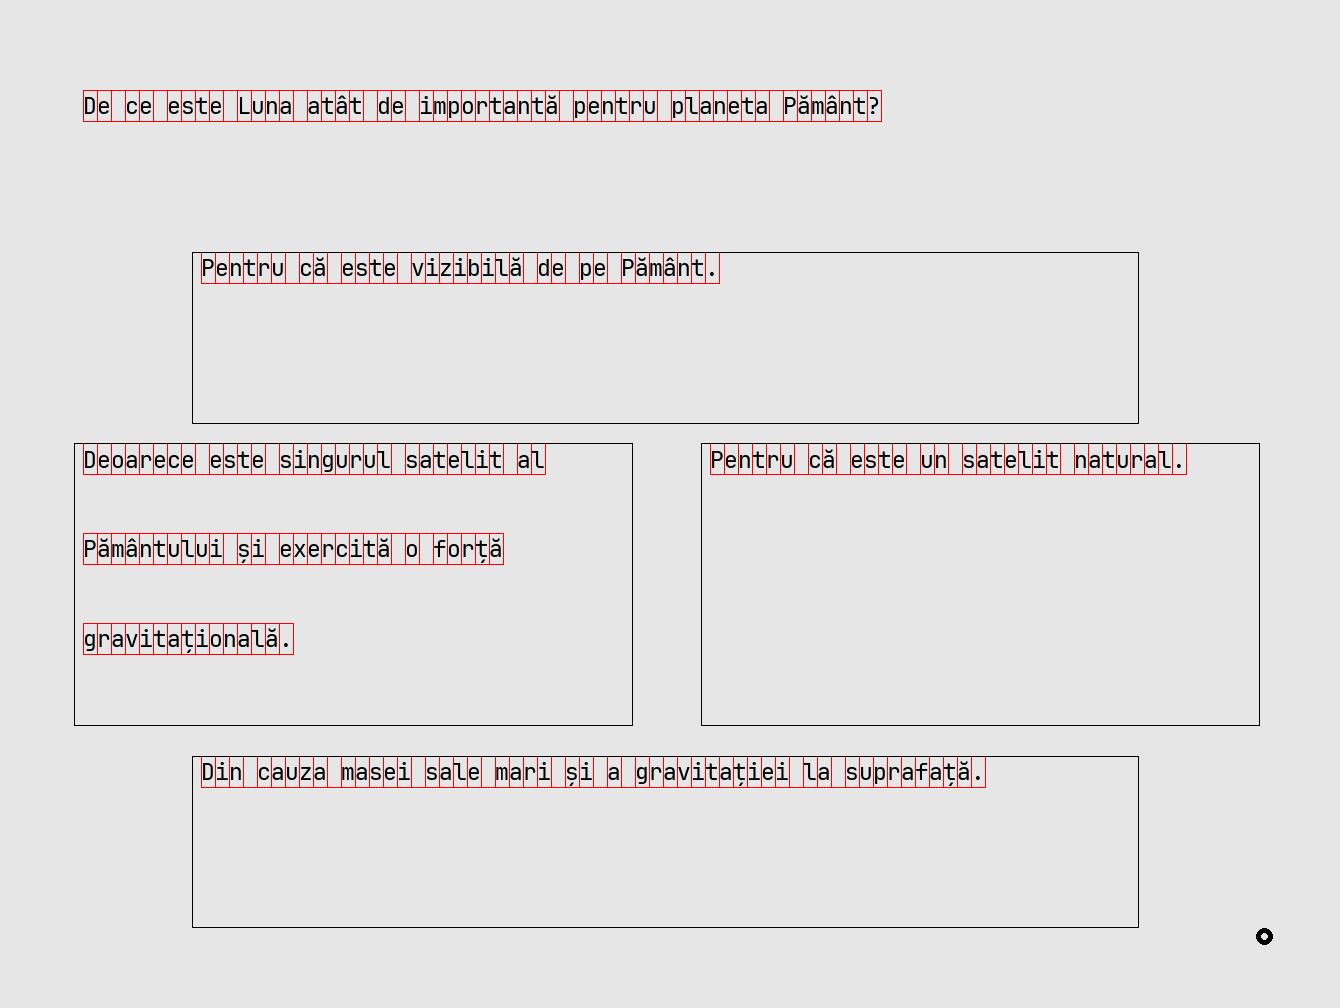 De ce este Luna atât de importantă pentru planeta Pământ?
Pentru că este vizibilă de pe Pământ.
Deoarece este singurul satelit al
Pământului și exercită o forță
gravitațională.
Pentru că este un satelit natural.
Din cauza masei sale mari și a gravitației la suprafață.